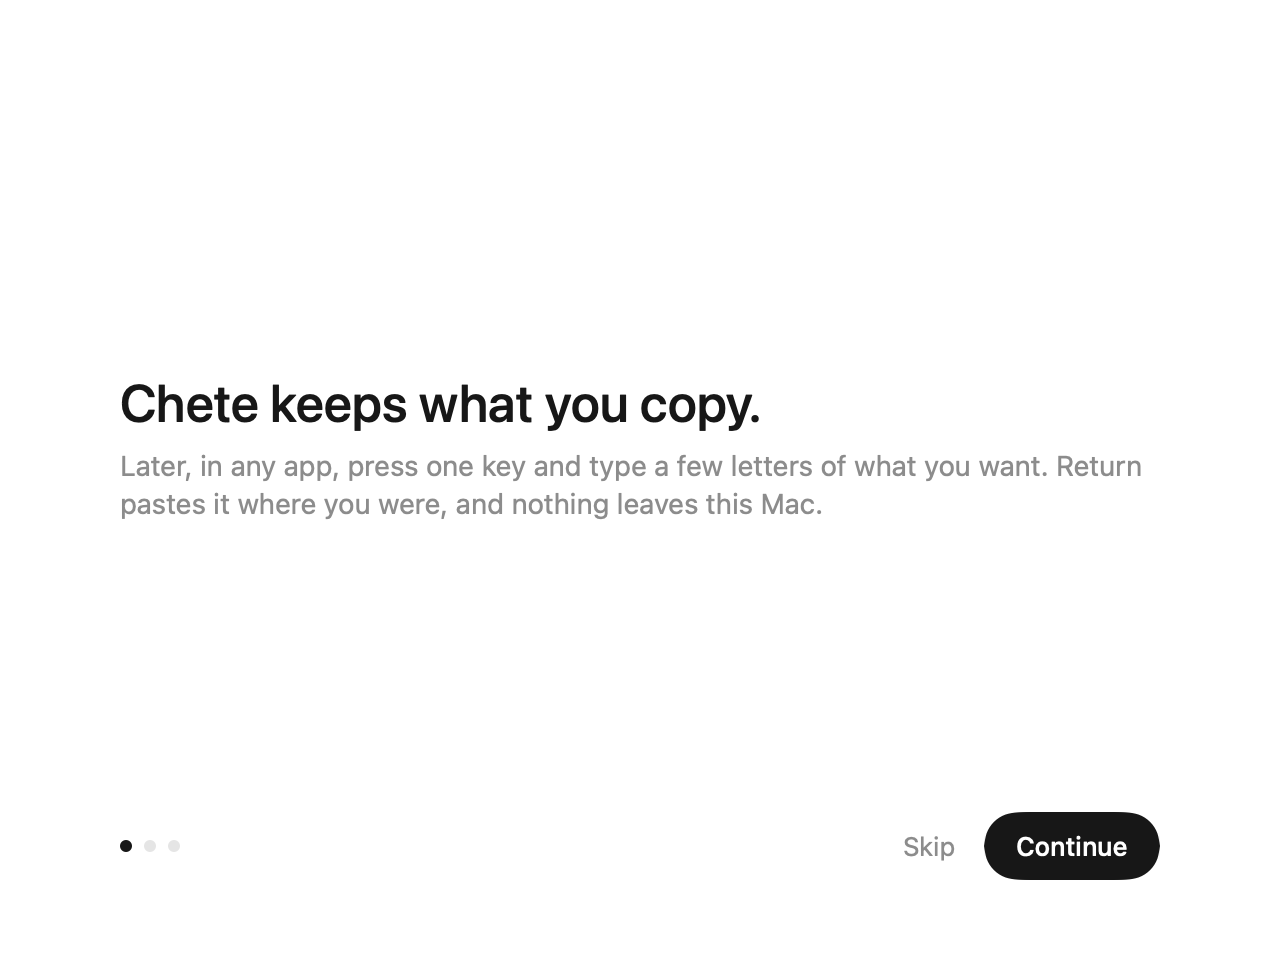 Chete keeps what you copy.
Later, in any app, press one key and type a few letters of what you want. Return
pastes it where you were, and nothing leaves this Mac.
Skip
Continue